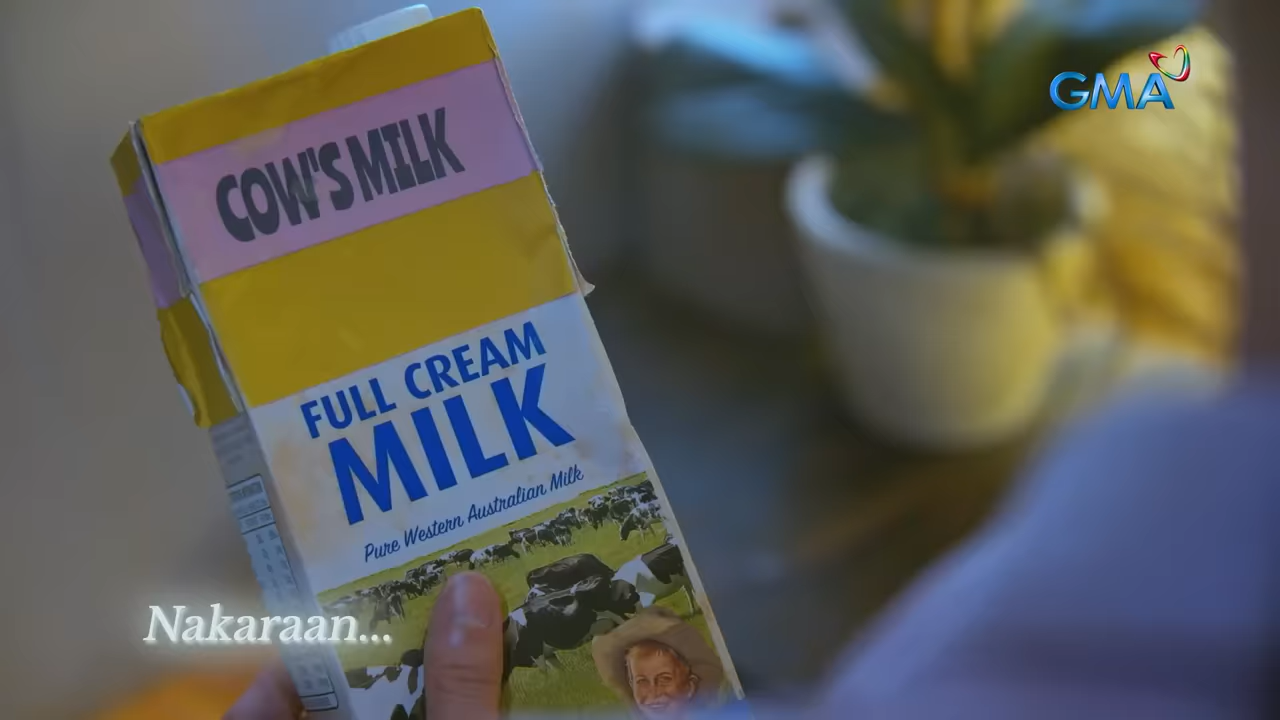 GMA
COW'S MILK
FULL CREAM
MILK
Pure Western Australian Milk
Nakaraan...